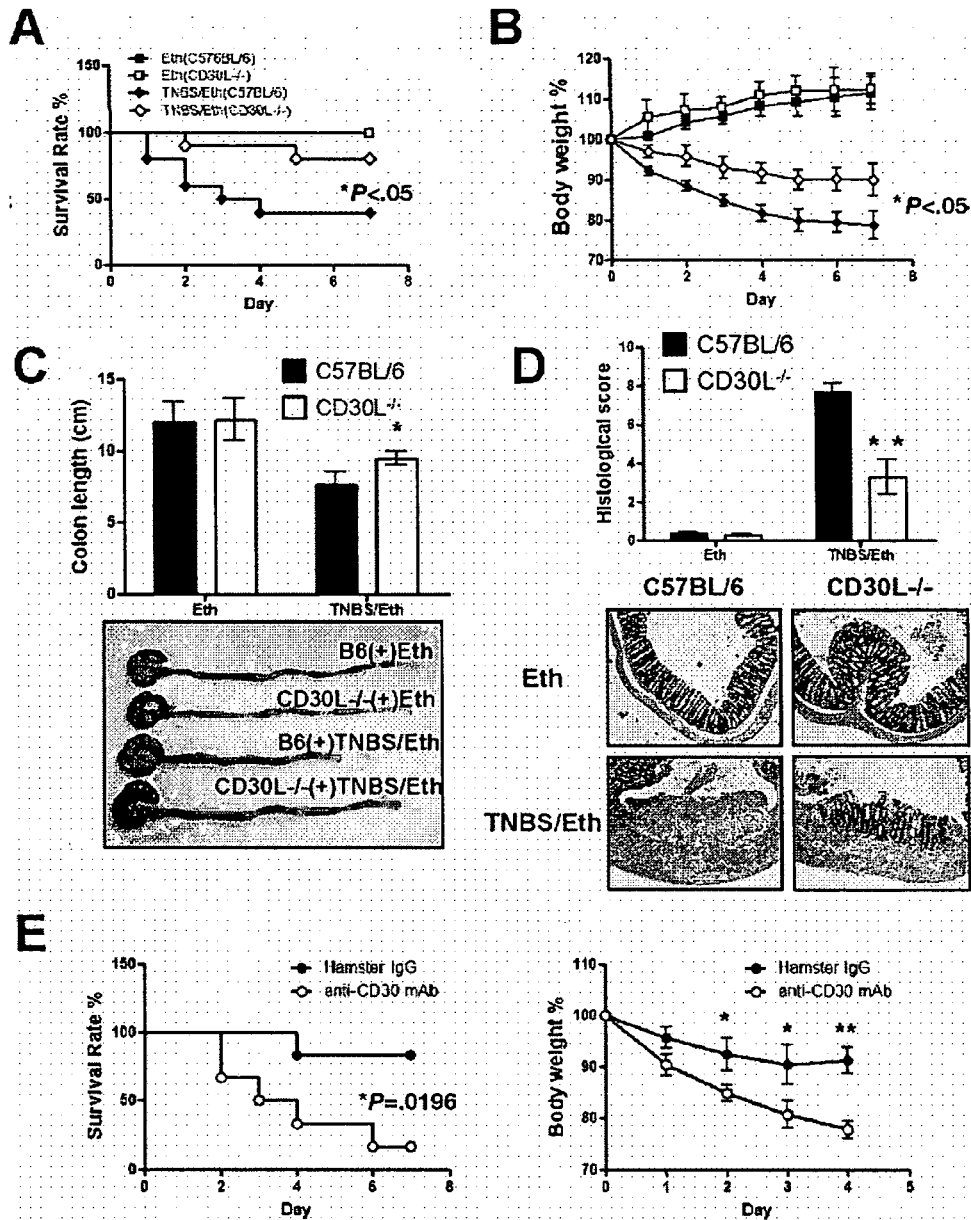 A
150
100
50
0
Survival Rate %
Eth(C57BL/6)
Eth(CD30L-/-)
TNBS/Eth(C57BL/6)
TNBS/Eth(CD30L-/-)
*P<.05
0 2 4 6 8
Day
B
120
110
100
90
80
70
Body weight %
*P<.05
0 2 4 6 8
Day
C
C57BL/6
CD30L-/-
15
10
5
0
Colon length (cm)
*
Eth TNBS/Eth
B6(+)Eth
CD30L-/-(+)Eth
B6(+)TNBS/Eth
CD30L-/-(+)TNBS/Eth
D
C57BL/6
CD30L-/-
10
8
6
4
2
0
Histological score
* *
Eth TNBS/Eth
C57BL/6 CD30L-/-
Eth
TNBS/Eth
E
150
100
50
0
Survival Rate %
Hamster IgG
anti-CD30 mAb
*P=.0196
0 2 4 6 8
Day
100
90
80
70
Body weight %
Hamster IgG
anti-CD30 mAb
* * **
0 1 2 3 4 5
Day